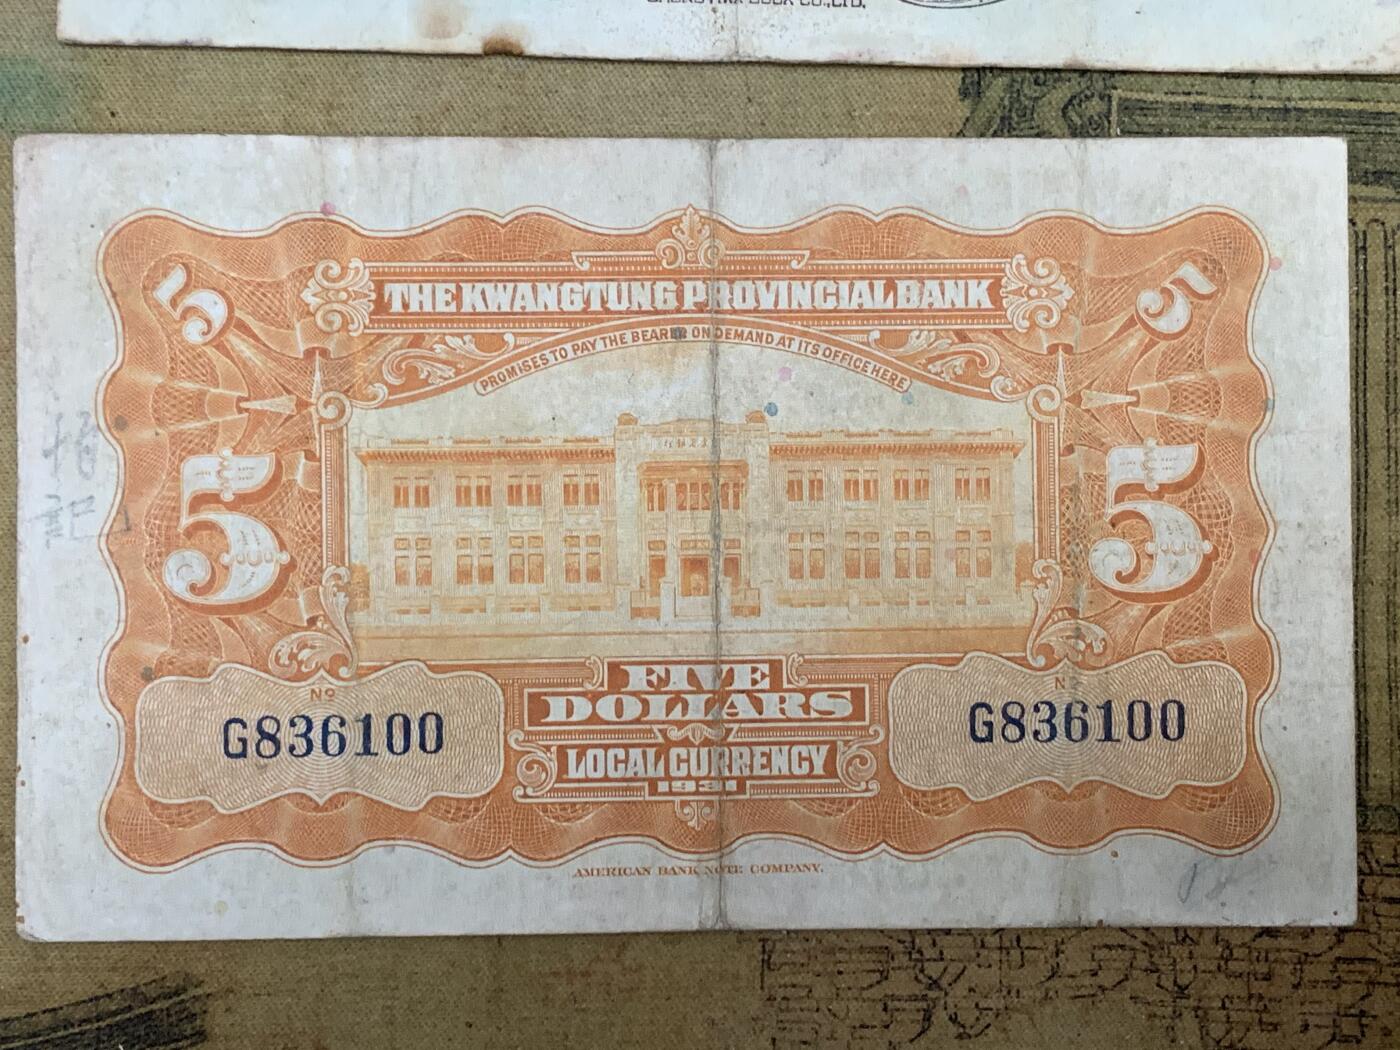 THE KWANGTUNG PROVINCIAL BANK
PROMISES TO PAY THE BEARER ON DEMAND AT ITS OFFICE HERE
5
5
5
5
FIVE
DOLLARS
No
G836100
N
G836100
LOCAL CURRENCY
1931
AMERICAN BANK NOTE COMPANY.